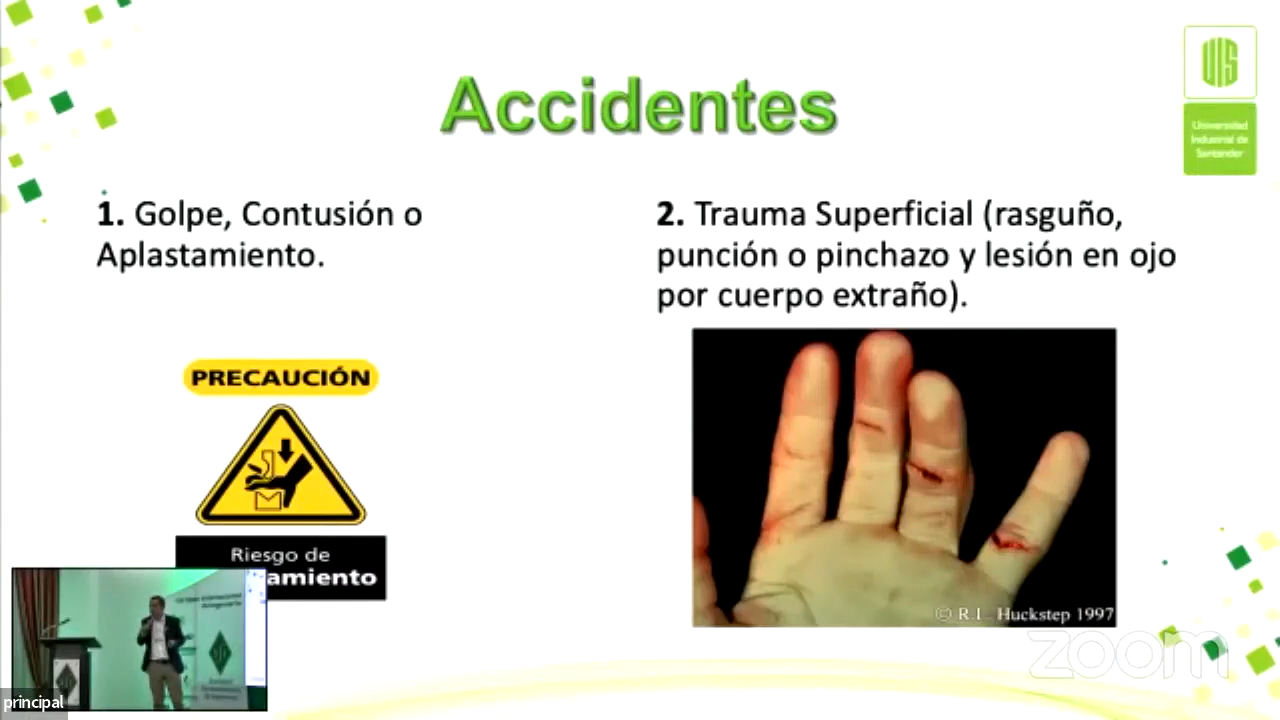 Accidentes
UIS
Universidad
Industrial de
Santander
1. Golpe, Contusión o
Aplastamiento.
2. Trauma Superficial (rasguño,
punción o pinchazo y lesión en ojo
por cuerpo extraño).
PRECAUCIÓN
Riesgo de
amiento
© R.L. Huckstep 1997
zoom
principal